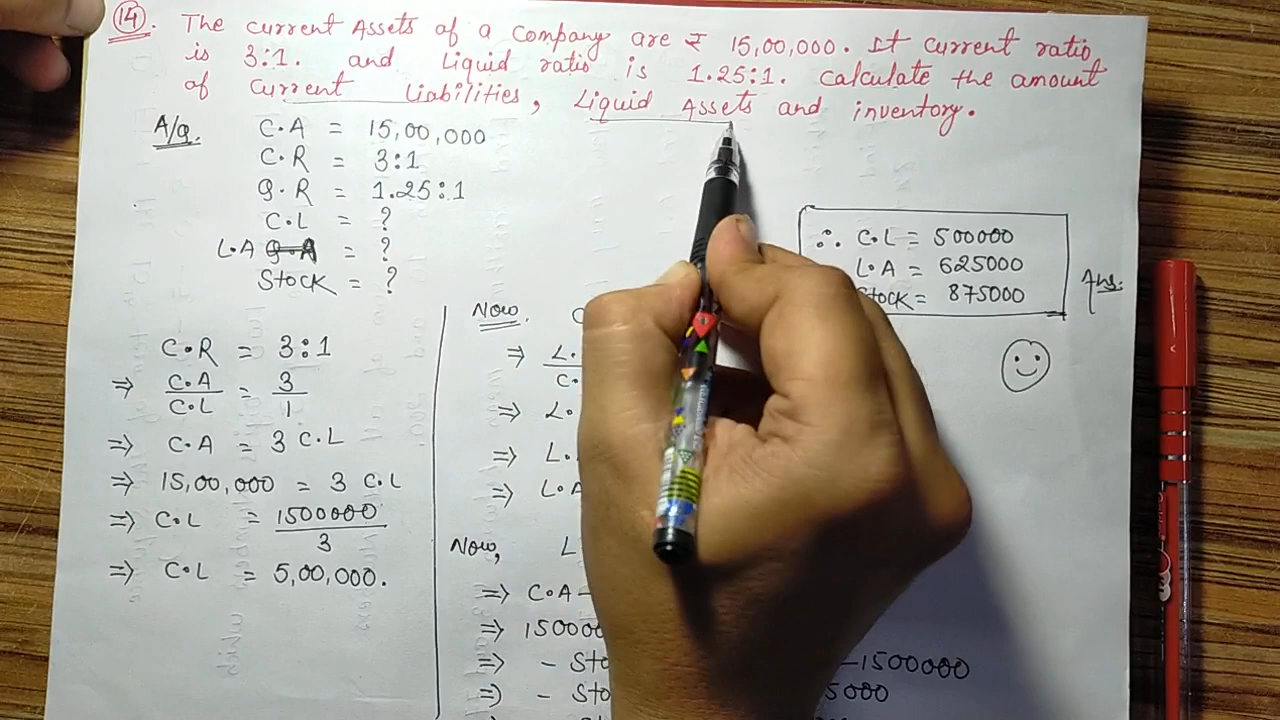 (14). The current Assets of a Company are ₹ 15,00,000. It current ratio
is 3:1. and Liquid ratio is 1.25:1. Calculate the amount
of current Liabilities, Liquid Assets and inventory.
A/q. C.A = 15,00,000
C.R = 3:1
Q.R = 1.25:1
C.L = ?
L.A = ?
Stock = ?
∴ C.L = 500000
L.A = 625000
Stock = 875000
Ans.
C.R = 3:1
⇒ C.A/C.L = 3/1
⇒ C.A = 3 C.L
⇒ 15,00,000 = 3 C.L
⇒ C.L = 1500000/3
⇒ C.L = 5,00,000.
Now.
⇒ L.
C.
⇒ L.
⇒ L.
⇒ L.A
Now, L
⇒ C.A -
⇒ 150000
⇒ - Sto -1500000
⇒ - Sto 5000